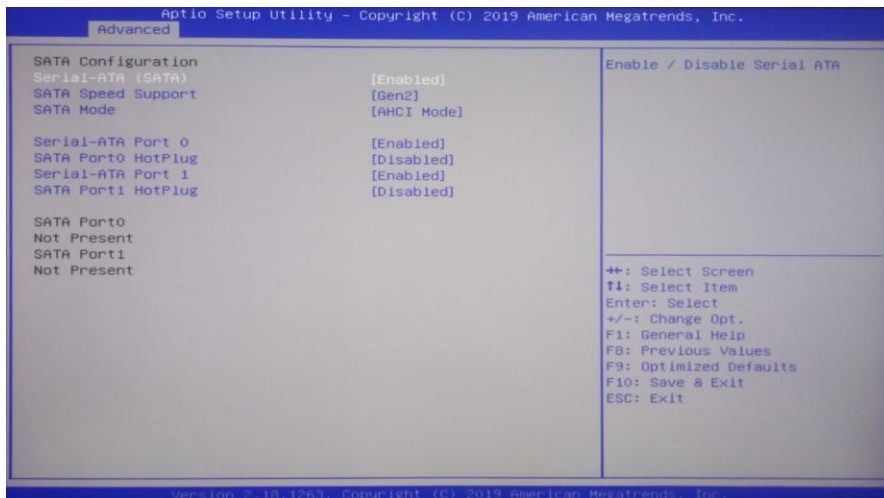 Aptio Setup Utility – Copyright (C) 2019 American Megatrends, Inc.
Advanced
SATA Configuration
Serial-ATA (SATA) [Enabled]
SATA Speed Support [Gen2]
SATA Mode [AHCI Mode]
Serial-ATA Port 0 [Enabled]
SATA Port0 HotPlug [Disabled]
Serial-ATA Port 1 [Enabled]
SATA Port1 HotPlug [Disabled]
SATA Port0
Not Present
SATA Port1
Not Present
Enable / Disable Serial ATA
→←: Select Screen
↑↓: Select Item
Enter: Select
+/-: Change Opt.
F1: General Help
F8: Previous Values
F9: Optimized Defaults
F10: Save & Exit
ESC: Exit
Version 2.18.1263. Copyright (C) 2019 American Megatrends, Inc.